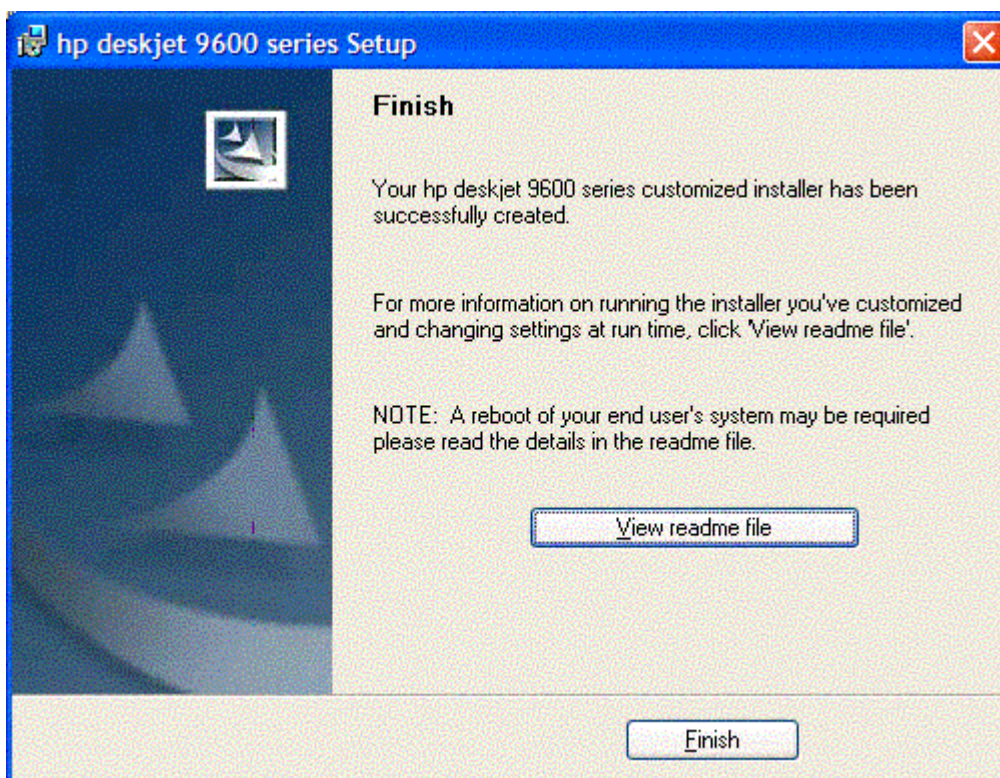 hp deskjet 9600 series Setup
Finish
Your hp deskjet 9600 series customized installer has been
successfully created.
For more information on running the installer you've customized
and changing settings at run time, click 'View readme file'.
NOTE:  A reboot of your end user's system may be required
please read the details in the readme file.
View readme file
Finish